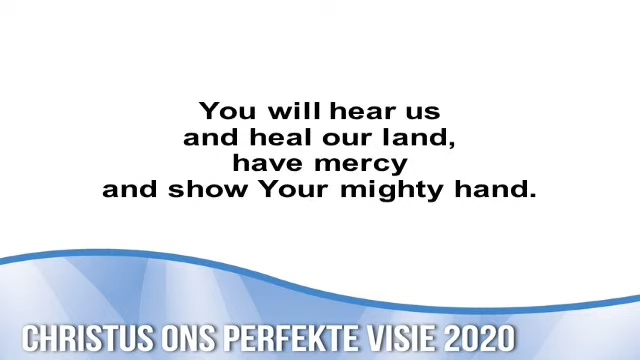 You will hear us
and heal our land,
have mercy
and show Your mighty hand.
CHRISTUS ONS PERFEKTE VISIE 2020